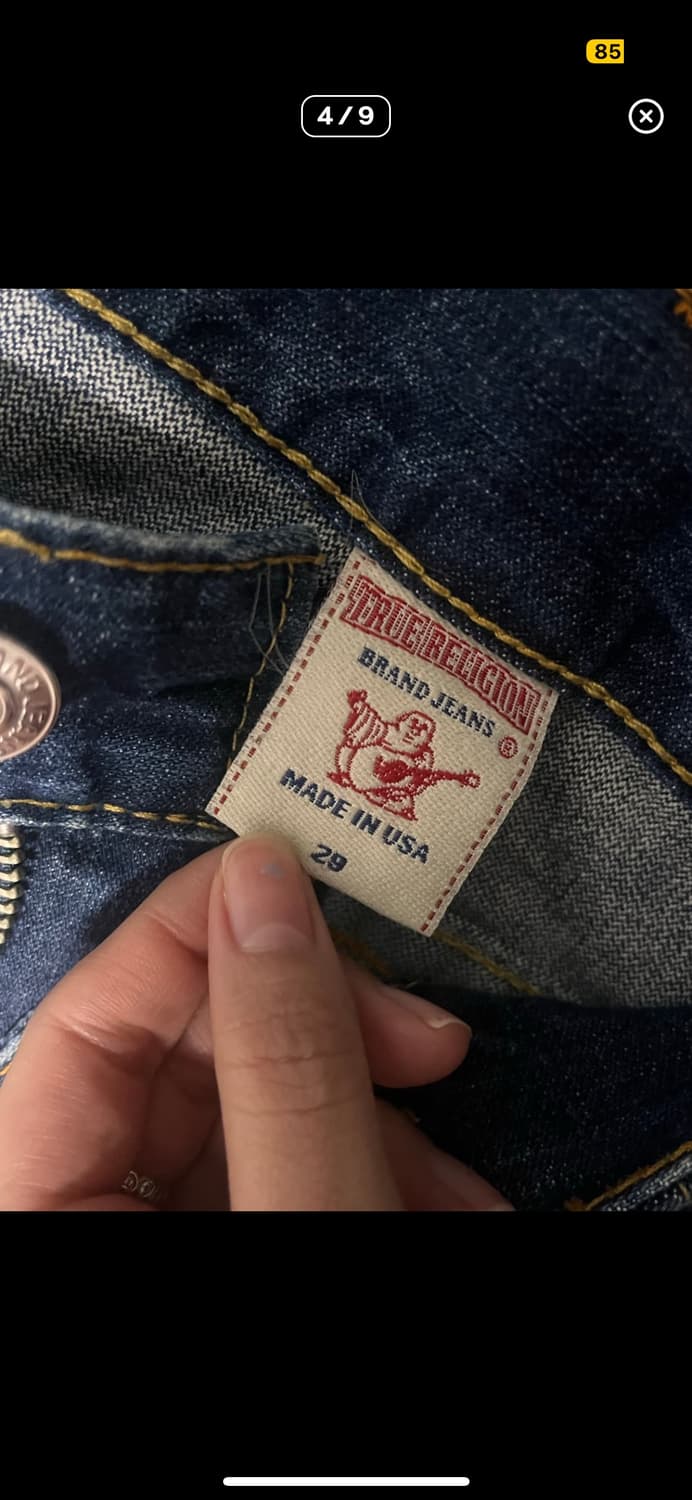 85
4/9
TRUE RELIGION
BRAND JEANS
®
MADE IN USA
29